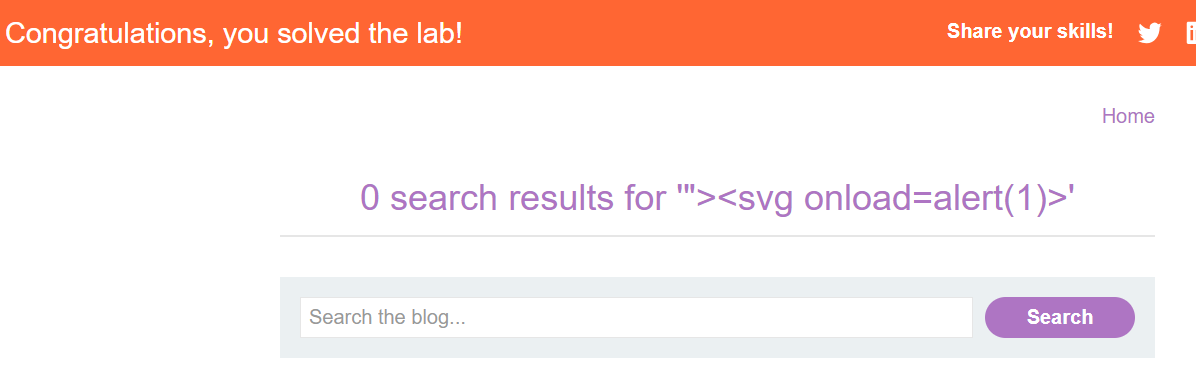 Congratulations, you solved the lab!
Share your skills!
Home
0 search results for '"><svg onload=alert(1)>'
Search the blog...
Search